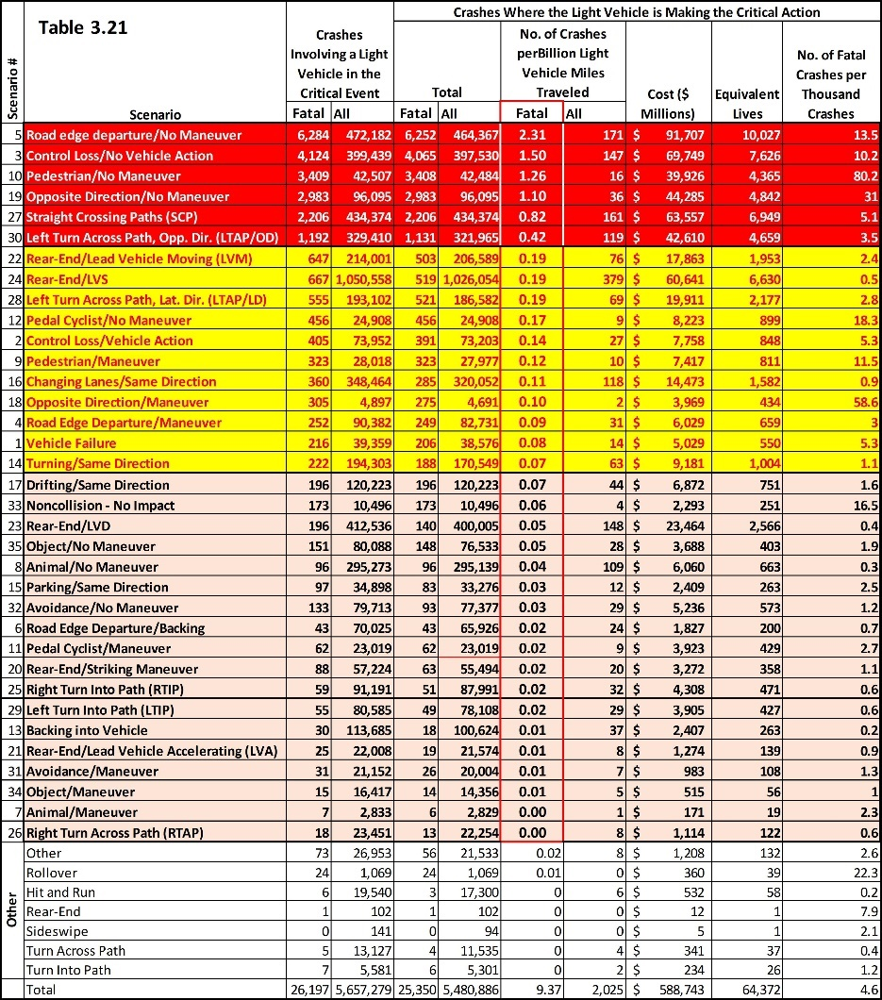 Table 3.21
Crashes Where the Light Vehicle is Making the Critical Action
Scenario #
Scenario
Crashes
Involving a Light
Vehicle in the
Critical Event
Total
No. of Crashes
perBillion Light
Vehicle Miles
Traveled
Cost ($
Millions)
Equivalent
Lives
No. of Fatal
Crashes per
Thousand
Crashes
Fatal All Fatal All Fatal All
5 Road edge departure/No Maneuver 6,284 472,182 6,252 464,367 2.31 171 $ 91,707 10,027 13.5
3 Control Loss/No Vehicle Action 4,124 399,439 4,065 397,530 1.50 147 $ 69,749 7,626 10.2
10 Pedestrian/No Maneuver 3,409 42,507 3,408 42,484 1.26 16 $ 39,926 4,365 80.2
19 Opposite Direction/No Maneuver 2,983 96,095 2,983 96,095 1.10 36 $ 44,285 4,842 31
27 Straight Crossing Paths (SCP) 2,206 434,374 2,206 434,374 0.82 161 $ 63,557 6,949 5.1
30 Left Turn Across Path, Opp. Dir. (LTAP/OD) 1,192 329,410 1,131 321,965 0.42 119 $ 42,610 4,659 3.5
22 Rear-End/Lead Vehicle Moving (LVM) 647 214,001 503 206,589 0.19 76 $ 17,863 1,953 2.4
24 Rear-End/LVS 667 1,050,558 519 1,026,054 0.19 379 $ 60,641 6,630 0.5
28 Left Turn Across Path, Lat. Dir. (LTAP/LD) 555 193,102 521 186,582 0.19 69 $ 19,911 2,177 2.8
12 Pedal Cyclist/No Maneuver 456 24,908 456 24,908 0.17 9 $ 8,223 899 18.3
2 Control Loss/Vehicle Action 405 73,952 391 73,203 0.14 27 $ 7,758 848 5.3
9 Pedestrian/Maneuver 323 28,018 323 27,977 0.12 10 $ 7,417 811 11.5
16 Changing Lanes/Same Direction 360 348,464 285 320,052 0.11 118 $ 14,473 1,582 0.9
18 Opposite Direction/Maneuver 305 4,897 275 4,691 0.10 2 $ 3,969 434 58.6
4 Road Edge Departure/Maneuver 252 90,382 249 82,731 0.09 31 $ 6,029 659 3
1 Vehicle Failure 216 39,359 206 38,576 0.08 14 $ 5,029 550 5.3
14 Turning/Same Direction 222 194,303 188 170,549 0.07 63 $ 9,181 1,004 1.1
17 Drifting/Same Direction 196 120,223 196 120,223 0.07 44 $ 6,872 751 1.6
33 Noncollision - No Impact 173 10,496 173 10,496 0.06 4 $ 2,293 251 16.5
23 Rear-End/LVD 196 412,536 140 400,005 0.05 148 $ 23,464 2,566 0.4
35 Object/No Maneuver 151 80,088 148 76,533 0.05 28 $ 3,688 403 1.9
8 Animal/No Maneuver 96 295,273 96 295,139 0.04 109 $ 6,060 663 0.3
15 Parking/Same Direction 97 34,898 83 33,276 0.03 12 $ 2,409 263 2.5
32 Avoidance/No Maneuver 133 79,713 93 77,377 0.03 29 $ 5,236 573 1.2
6 Road Edge Departure/Backing 43 70,025 43 65,926 0.02 24 $ 1,827 200 0.7
11 Pedal Cyclist/Maneuver 62 23,019 62 23,019 0.02 9 $ 3,923 429 2.7
20 Rear-End/Striking Maneuver 88 57,224 63 55,494 0.02 20 $ 3,272 358 1.1
25 Right Turn Into Path (RTIP) 59 91,191 51 87,991 0.02 32 $ 4,308 471 0.6
29 Left Turn Into Path (LTIP) 55 80,585 49 78,108 0.02 29 $ 3,905 427 0.6
13 Backing into Vehicle 30 113,685 18 100,624 0.01 37 $ 2,407 263 0.2
21 Rear-End/Lead Vehicle Accelerating (LVA) 25 22,008 19 21,574 0.01 8 $ 1,274 139 0.9
31 Avoidance/Maneuver 31 21,152 26 20,004 0.01 7 $ 983 108 1.3
34 Object/Maneuver 15 16,417 14 14,356 0.01 5 $ 515 56 1
7 Animal/Maneuver 7 2,833 6 2,829 0.00 1 $ 171 19 2.3
26 Right Turn Across Path (RTAP) 18 23,451 13 22,254 0.00 8 $ 1,114 122 0.6
Other
Other 73 26,953 56 21,533 0.02 8 $ 1,208 132 2.6
Rollover 24 1,069 24 1,069 0.01 0 $ 360 39 22.3
Hit and Run 6 19,540 3 17,300 0 6 $ 532 58 0.2
Rear-End 1 102 1 102 0 0 $ 12 1 7.9
Sideswipe 0 141 0 94 0 0 $ 5 1 2.1
Turn Across Path 5 13,127 4 11,535 0 4 $ 341 37 0.4
Turn Into Path 7 5,581 6 5,301 0 2 $ 234 26 1.2
Total 26,197 5,657,279 25,350 5,480,886 9.37 2,025 $ 588,743 64,372 4.6